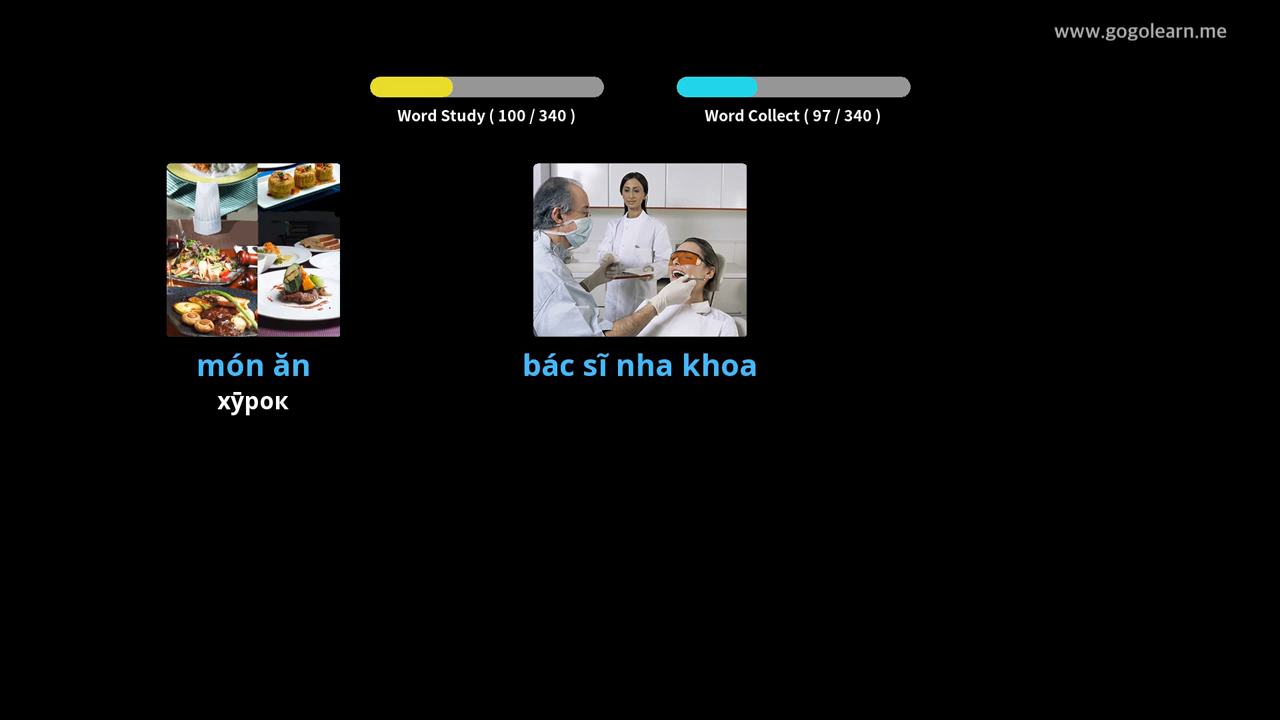 www.gogolearn.me
Word Study ( 100 / 340 )
Word Collect ( 97 / 340 )
món ăn
хӯрок
bác sĩ nha khoa